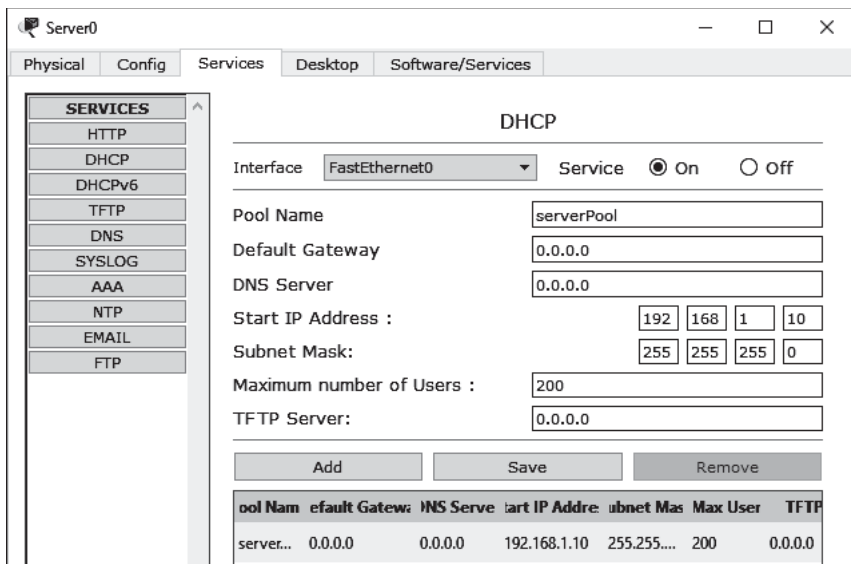 Server0
Physical Config Services Desktop Software/Services
SERVICES
HTTP
DHCP
DHCPv6
TFTP
DNS
SYSLOG
AAA
NTP
EMAIL
FTP
DHCP
Interface FastEthernet0 Service On Off
Pool Name serverPool
Default Gateway 0.0.0.0
DNS Server 0.0.0.0
Start IP Address : 192 168 1 10
Subnet Mask: 255 255 255 0
Maximum number of Users : 200
TFTP Server: 0.0.0.0
Add Save Remove
ool Nam efault Gatewa NS Serve tart IP Addre ubnet Mas Max User TFTP
server... 0.0.0.0 0.0.0.0 192.168.1.10 255.255.... 200 0.0.0.0